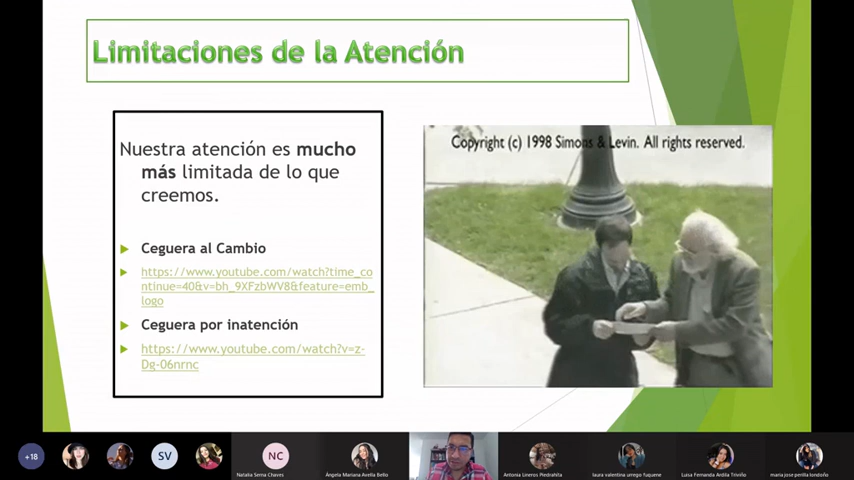 Limitaciones de la Atención
Copyright (c) 1998 Simons & Levin. All rights reserved.
Nuestra atención es mucho
más limitada de lo que
creemos.
Ceguera al Cambio
https://www.youtube.com/watch?time_co
ntinue=40&v=bh_9XFzbWV8&feature=emb_
logo
Ceguera por inatención
https://www.youtube.com/watch?v=z-
Dg-06nrnc
+18
SV
NC
Natalia Serna Chaves
Ángela Mariana Avella Bello
Antonia Lineros Piedrahita
laura valentina urrego fuquene
Luisa Fernanda Ardila Triviño
maria jose perilla londoño